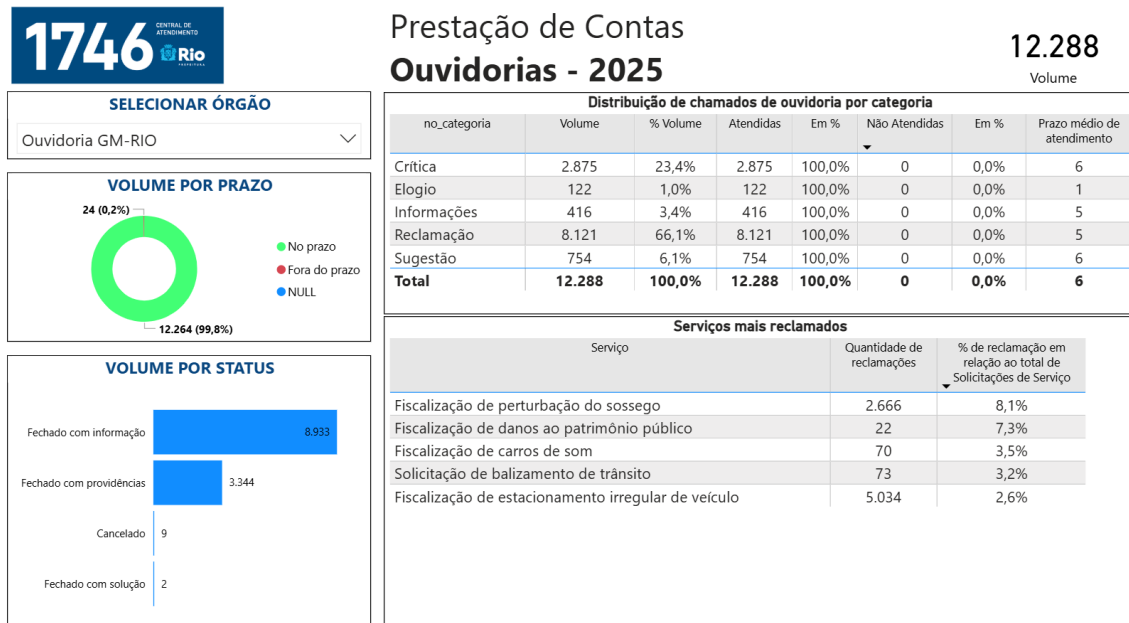 1746
CENTRAL DE
ATENDIMENTO
Rio
PREFEITURA
Prestação de Contas
Ouvidorias - 2025
12.288
Volume
SELECIONAR ÓRGÃO
Ouvidoria GM-RIO
VOLUME POR PRAZO
24 (0,2%)
No prazo
Fora do prazo
NULL
12.264 (99,8%)
VOLUME POR STATUS
Fechado com informação 8.933
Fechado com providências 3.344
Cancelado 9
Fechado com solução 2
Distribuição de chamados de ouvidoria por categoria
no_categoria Volume % Volume Atendidas Em % Não Atendidas Em % Prazo médio de
atendimento
Crítica 2.875 23,4% 2.875 100,0% 0 0,0% 6
Elogio 122 1,0% 122 100,0% 0 0,0% 1
Informações 416 3,4% 416 100,0% 0 0,0% 5
Reclamação 8.121 66,1% 8.121 100,0% 0 0,0% 5
Sugestão 754 6,1% 754 100,0% 0 0,0% 6
Total 12.288 100,0% 12.288 100,0% 0 0,0% 6
Serviços mais reclamados
Serviço Quantidade de % de reclamação em
reclamações relação ao total de
Solicitações de Serviço
Fiscalização de perturbação do sossego 2.666 8,1%
Fiscalização de danos ao patrimônio público 22 7,3%
Fiscalização de carros de som 70 3,5%
Solicitação de balizamento de trânsito 73 3,2%
Fiscalização de estacionamento irregular de veículo 5.034 2,6%